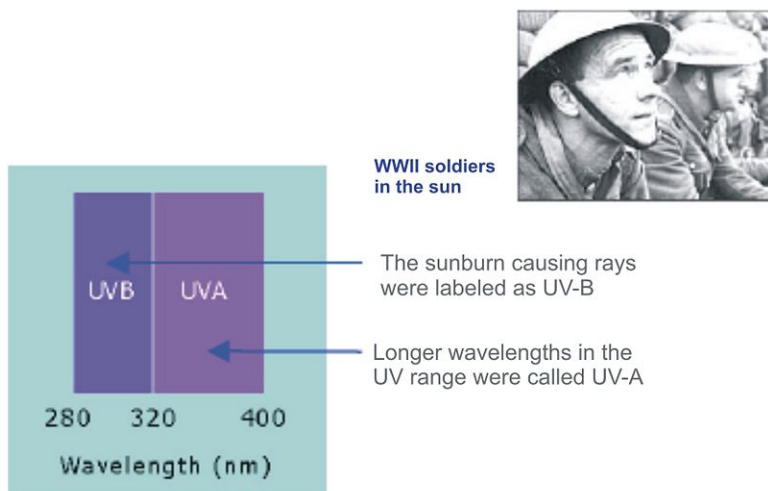 WWII soldiers
in the sun
The sunburn causing rays
were labeled as UV-B
UVB UVA
Longer wavelengths in the
UV range were called UV-A
280 320 400
Wavelength (nm)